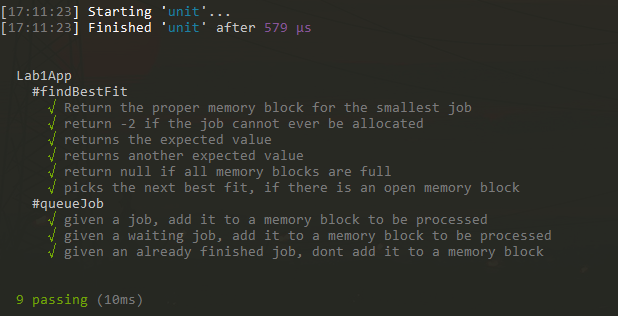 [17:11:23] Starting 'unit'...
[17:11:23] Finished 'unit' after 579 μs
Lab1App
#findBestFit
√ Return the proper memory block for the smallest job
√ return -2 if the job cannot ever be allocated
√ returns the expected value
√ returns another expected value
√ return null if all memory blocks are full
√ picks the next best fit, if there is an open memory block
#queueJob
√ given a job, add it to a memory block to be processed
√ given a waiting job, add it to a memory block to be processed
√ given an already finished job, dont add it to a memory block
9 passing (10ms)